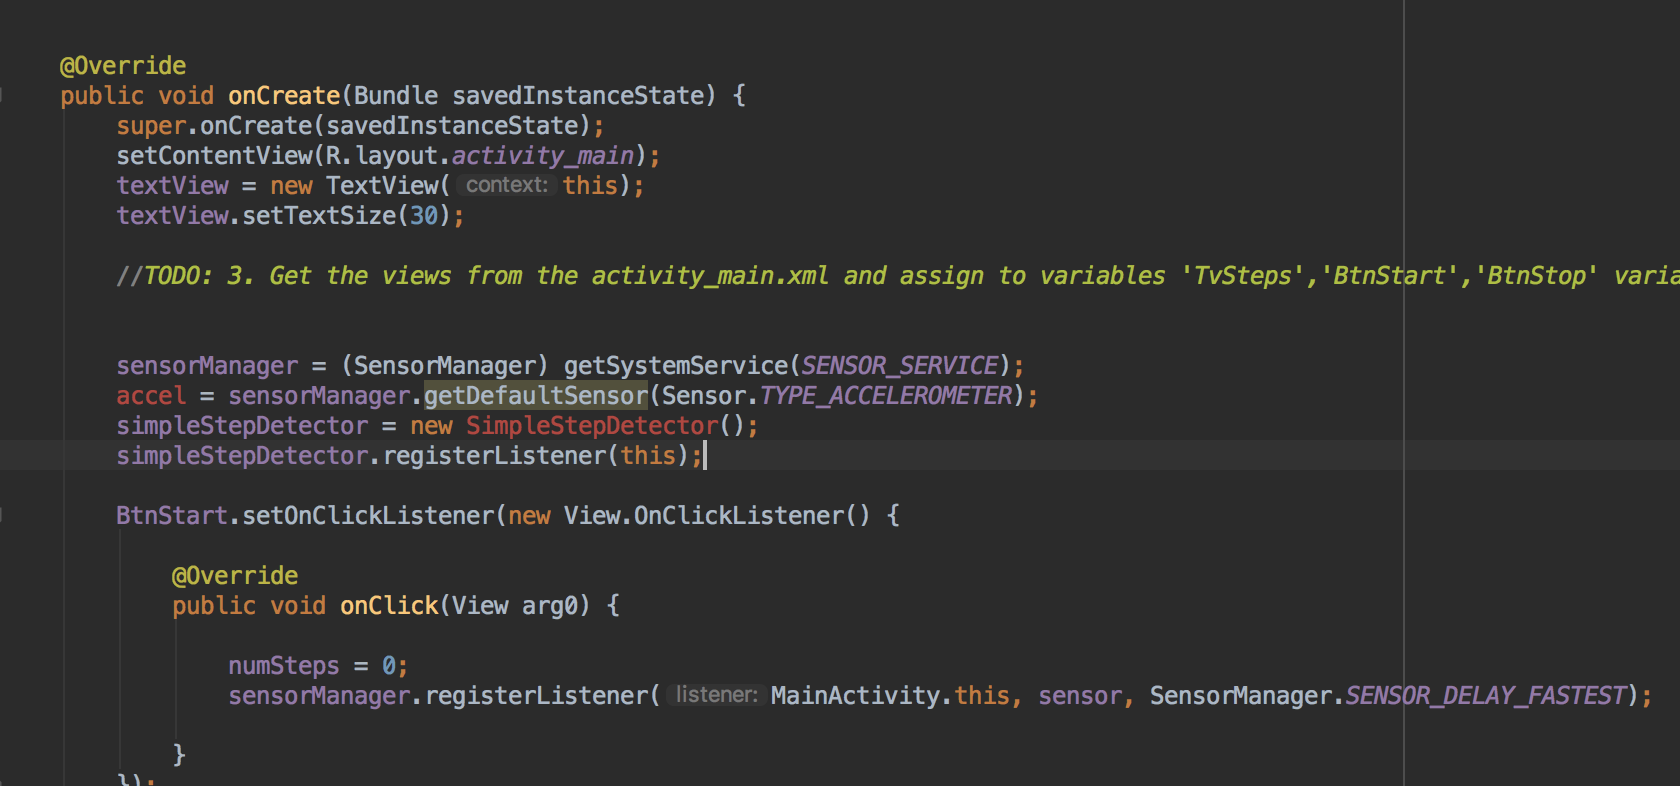 @Override
public void onCreate(Bundle savedInstanceState) {
super.onCreate(savedInstanceState);
setContentView(R.layout.activity_main);
textView = new TextView( context: this);
textView.setTextSize(30);
//TODO: 3. Get the views from the activity_main.xml and assign to variables 'TvSteps','BtnStart','BtnStop' varia
sensorManager = (SensorManager) getSystemService(SENSOR_SERVICE);
accel = sensorManager.getDefaultSensor(Sensor.TYPE_ACCELEROMETER);
simpleStepDetector = new SimpleStepDetector();
simpleStepDetector.registerListener(this);
BtnStart.setOnClickListener(new View.OnClickListener() {
@Override
public void onClick(View arg0) {
numSteps = 0;
sensorManager.registerListener( listener: MainActivity.this, sensor, SensorManager.SENSOR_DELAY_FASTEST);
}
});